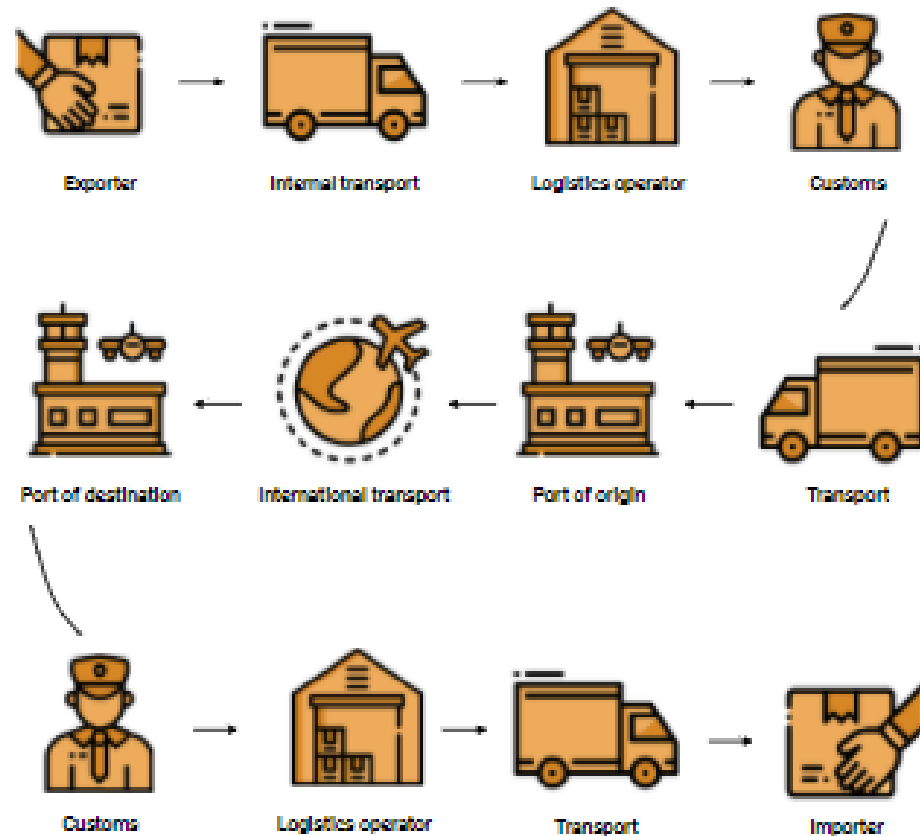 Exporter
Internal transport
Logistics operator
Customs
Port of destination
International transport
Port of origin
Transport
Customs
Logistics operator
Transport
Importer